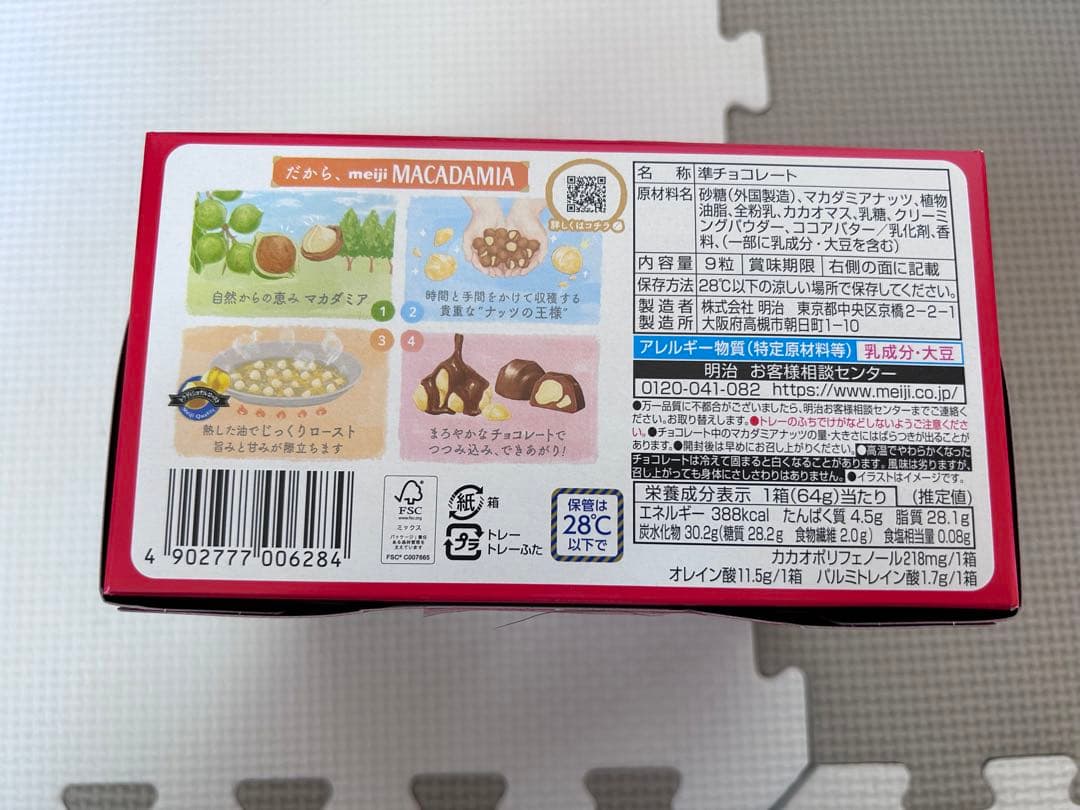 だから、meiji MACADAMIA
詳しくはコチラ
自然からの恵み マカダミア
1
2
時間と手間をかけて収穫する
貴重な"ナッツの王様"
3
4
Meiji Quality
熱した油でじっくりロースト
旨みと甘みが際立ちます
まろやかなチョコレートで
つつみ込み、できあがり!
4 902777 006284
FSC
www.fsc.org
ミックス
パッケージ|責任
ある森林管理を
支えています
FSC® C007665
紙 箱
プラ トレー
トレーふた
保管は
28℃
以下で
名 称 準チョコレート
原材料名 砂糖(外国製造)、マカダミアナッツ、植物
油脂、全粉乳、カカオマス、乳糖、クリーミ
ングパウダー、ココアバター/乳化剤、香
料、(一部に乳成分・大豆を含む)
内容量 9粒 賞味期限 右側の面に記載
保存方法 28℃以下の涼しい場所で保存してください。
製造者 株式会社 明治 東京都中央区京橋2-2-1
製造所 大阪府高槻市朝日町1-10
アレルギー物質(特定原材料等) 乳成分・大豆
明治 お客様相談センター
0120-041-082 https://www.meiji.co.jp/
●万一品質に不都合がございましたら、明治お客様相談センターまでご連絡く
ださい。お取り替えします。●トレーのふちでけがなどしないようご注意くださ
い。●チョコレート中のマカダミアナッツの量・大きさにはばらつきが出ることが
あります。●開封後は早めにお召し上がりください。●高温でやわらかくなった
チョコレートは冷えて固まると白くなることがあります。風味は劣りますが、
召し上がっても身体にさしさわりはありません。●イラストはイメージです。
栄養成分表示 1箱(64g)当たり (推定値)
エネルギー 388kcal たんぱく質 4.5g 脂質 28.1g
炭水化物 30.2g(糖質 28.2g 食物繊維 2.0g) 食塩相当量 0.08g
カカオポリフェノール218mg/1箱
オレイン酸11.5g/1箱 パルミトレイン酸1.7g/1箱